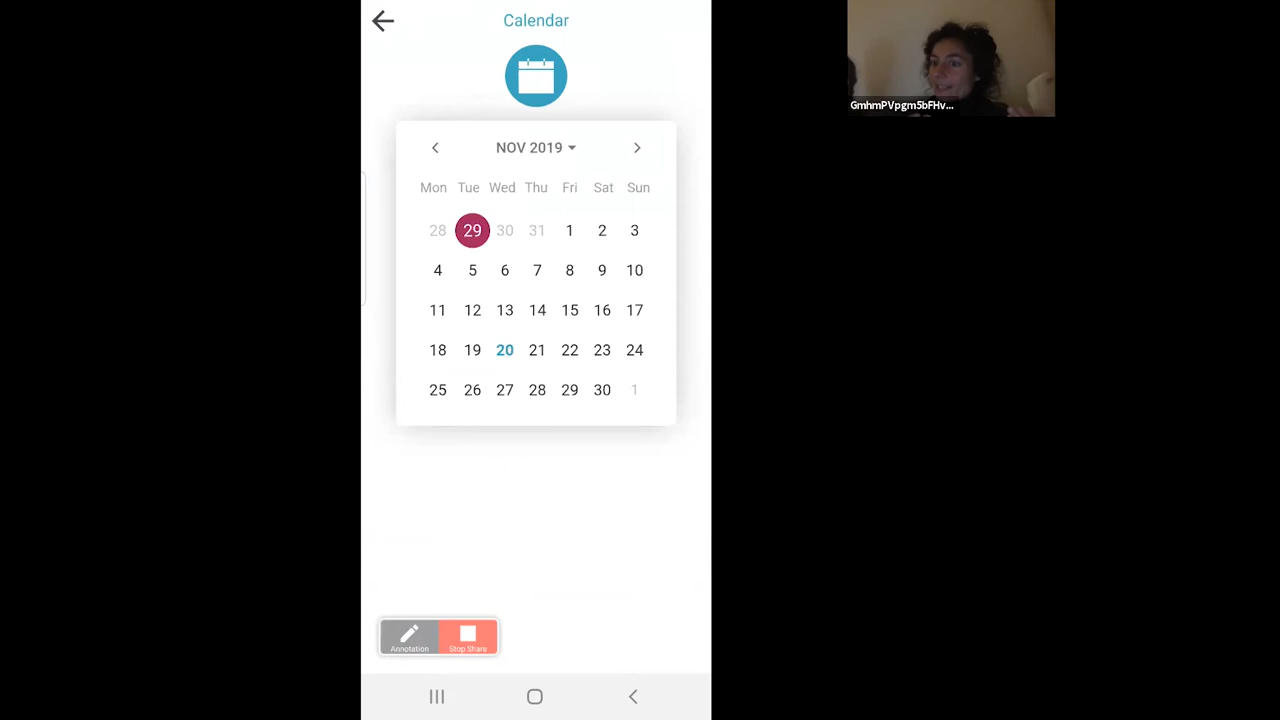 Calendar
NOV 2019
Mon Tue Wed Thu Fri Sat Sun
28 29 30 31 1 2 3
4 5 6 7 8 9 10
11 12 13 14 15 16 17
18 19 20 21 22 23 24
25 26 27 28 29 30 1
Annotation Stop Share
GmhmPVpgm5bFHv...